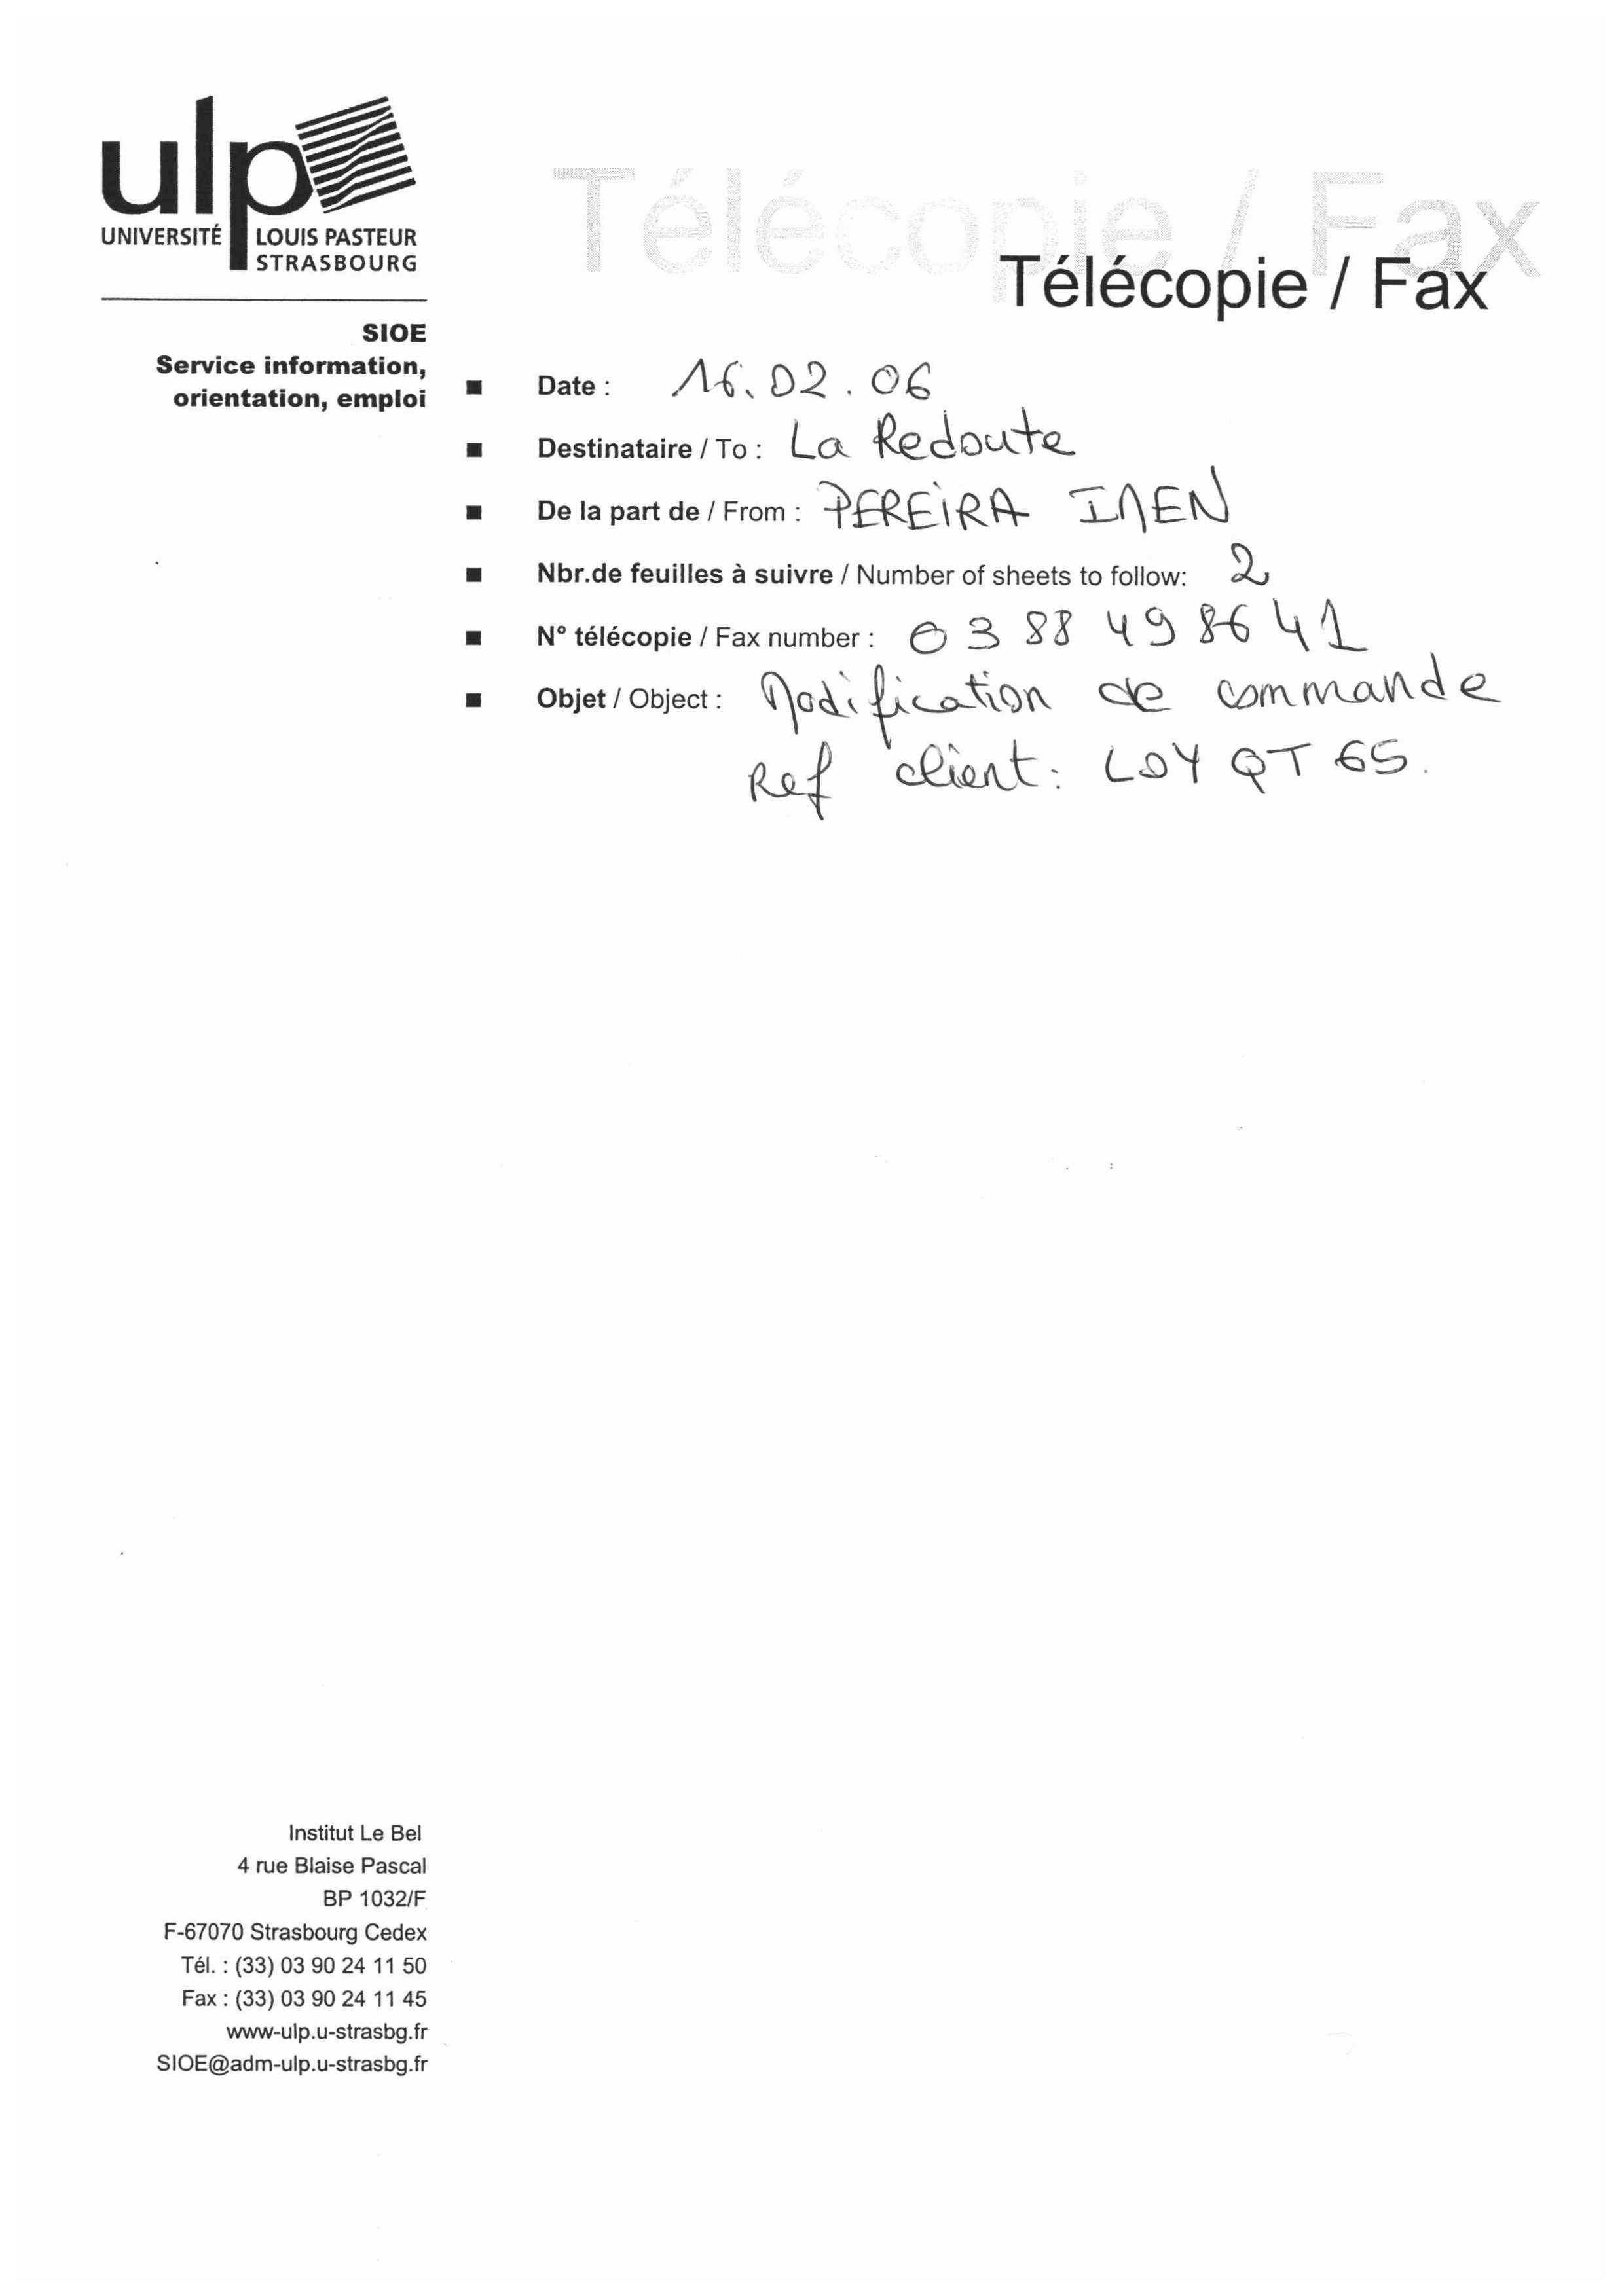 ulp
UNIVERSITÉ LOUIS PASTEUR
STRASBOURG
Télécopie / Fax
Télécopie / Fax
SIOE
Service information,
orientation, emploi
Date : 16.02.06
Destinataire / To : La Redoute
De la part de / From : PEREIRA IMEN
Nbr.de feuilles à suivre / Number of sheets to follow: 2
N° télécopie / Fax number : 03 88 49 86 41
Objet / Object : Modification de commande
Ref client : LDY QT 65.
Institut Le Bel
4 rue Blaise Pascal
BP 1032/F
F-67070 Strasbourg Cedex
Tél. : (33) 03 90 24 11 50
Fax : (33) 03 90 24 11 45
www-ulp.u-strasbg.fr
SIOE@adm-ulp.u-strasbg.fr